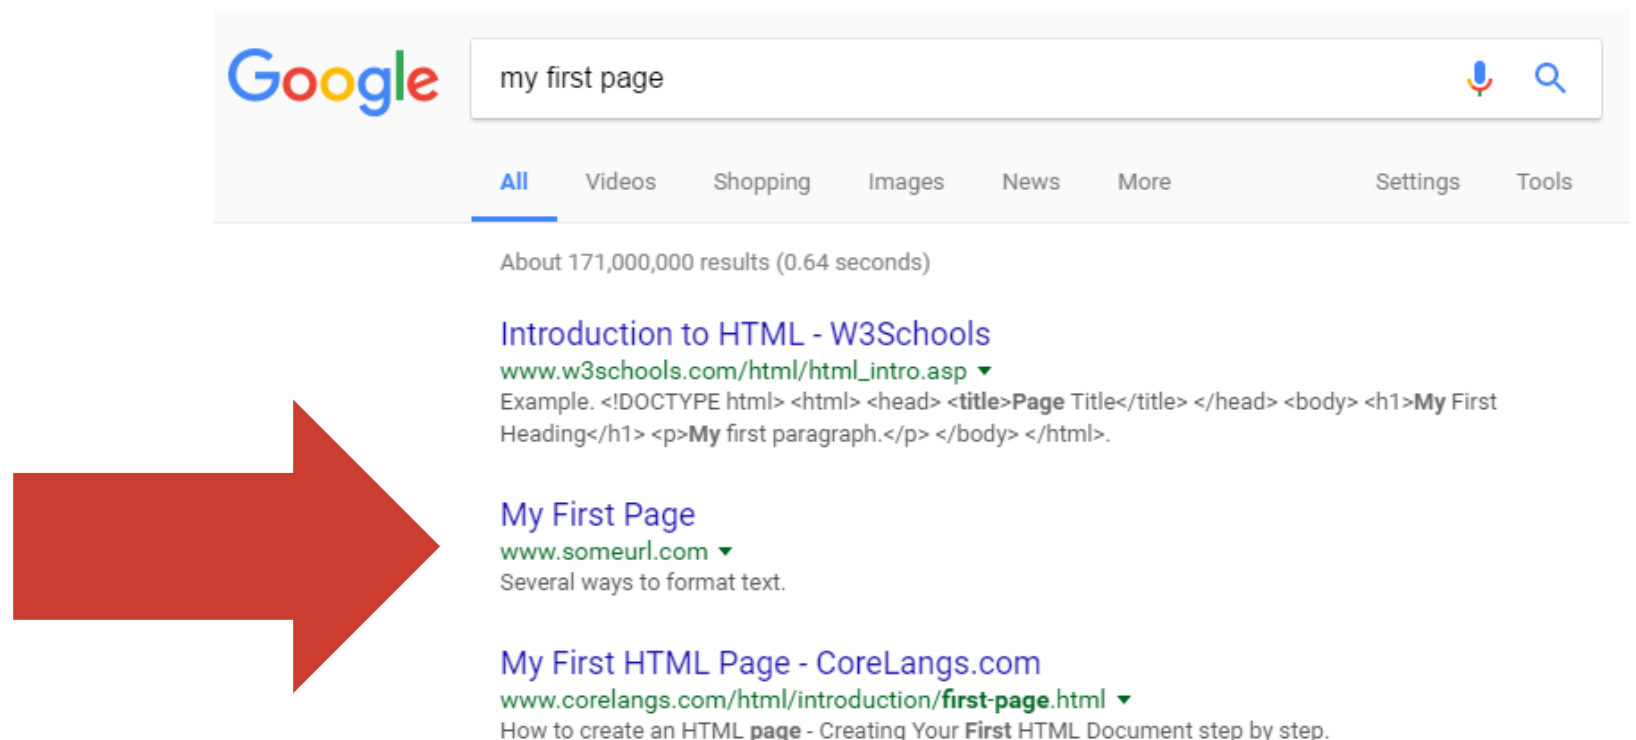 Google
my first page
All Videos Shopping Images News More Settings Tools
About 171,000,000 results (0.64 seconds)
Introduction to HTML - W3Schools
www.w3schools.com/html/html_intro.asp
Example. <!DOCTYPE html> <html> <head> <title>Page Title</title> </head> <body> <h1>My First
Heading</h1> <p>My first paragraph.</p> </body> </html>.
My First Page
www.someurl.com
Several ways to format text.
My First HTML Page - CoreLangs.com
www.corelangs.com/html/introduction/first-page.html
How to create an HTML page - Creating Your First HTML Document step by step.